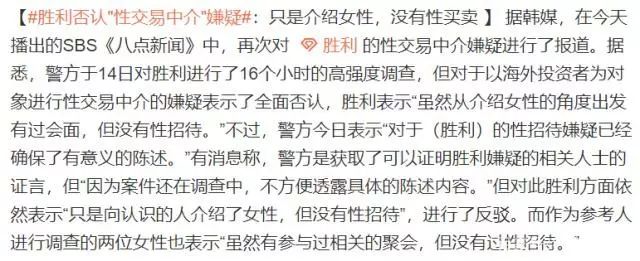 【#胜利否认"性交易中介"嫌疑#：只是介绍女性，没有性买卖 】 据韩媒，在今天
播出的SBS《八点新闻》中，再次对 胜利 的性交易中介嫌疑进行了报道。据
悉，警方于14日对胜利进行了16个小时的高强度调查，但对于以海外投资者为对
象进行性交易中介的嫌疑表示了全面否认，胜利表示“虽然从介绍女性的角度出发
有过会面，但没有性招待。”不过，警方今日表示“对于（胜利）的性招待嫌疑已经
确保了有意义的陈述。”有消息称，警方是获取了可以证明胜利嫌疑的相关人士的
证言，但“因为案件还在调查中，不方便透露具体的陈述内容。”但对此胜利方面依
然表示“只是向认识的人介绍了女性，但没有性招待”，进行了反驳。而作为参考人
进行调查的两位女性也表示“虽然有参与过相关的聚会，但没有过性招待。”